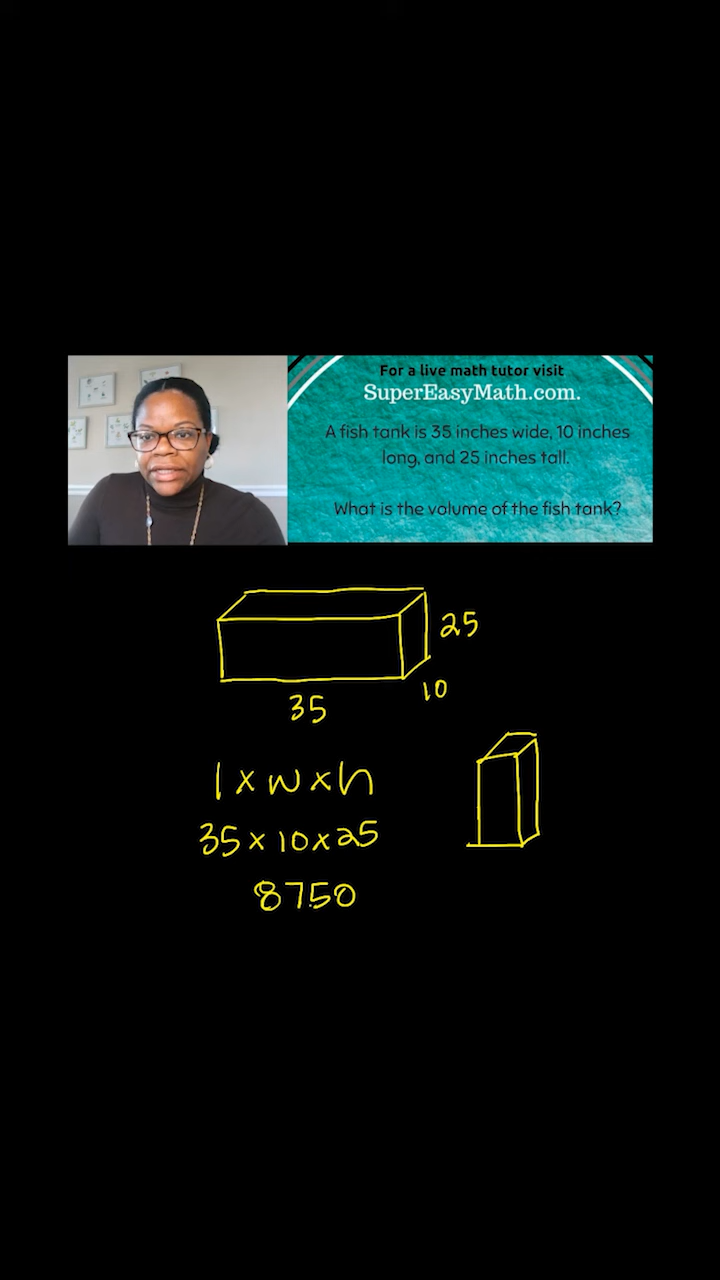 For a live math tutor visit
SuperEasyMath.com.
A fish tank is 35 inches wide, 10 inches
long, and 25 inches tall.
What is the volume of the fish tank?
25
10
35
l x w x h
35 x 10 x 25
8750